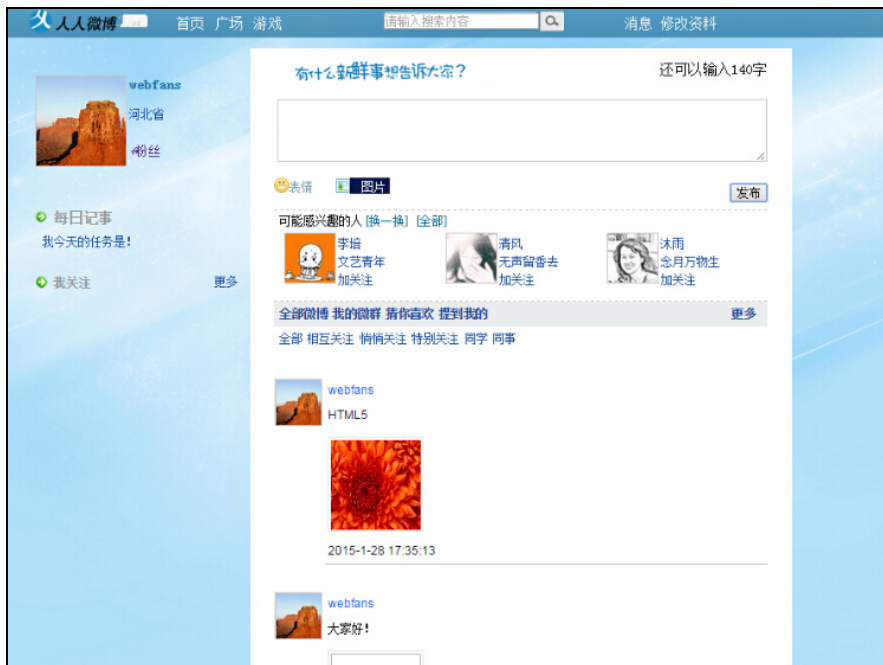 人人微博
首页 广场 游戏
请输入搜索内容
消息 修改资料
webfans
河北省
粉丝
每日记事
我今天的任务是!
我关注 更多
有什么新鲜事想告诉大家?
还可以输入140字
表情 图片
发布
可能感兴趣的人 [换一换] [全部]
李培
文艺青年
加关注
清风
无声留香去
加关注
沐雨
念月万物生
加关注
全部微博 我的微群 猜你喜欢 提到我的 更多
全部 相互关注 悄悄关注 特别关注 同学 同事
webfans
HTML5
2015-1-28 17:35:13
webfans
大家好!